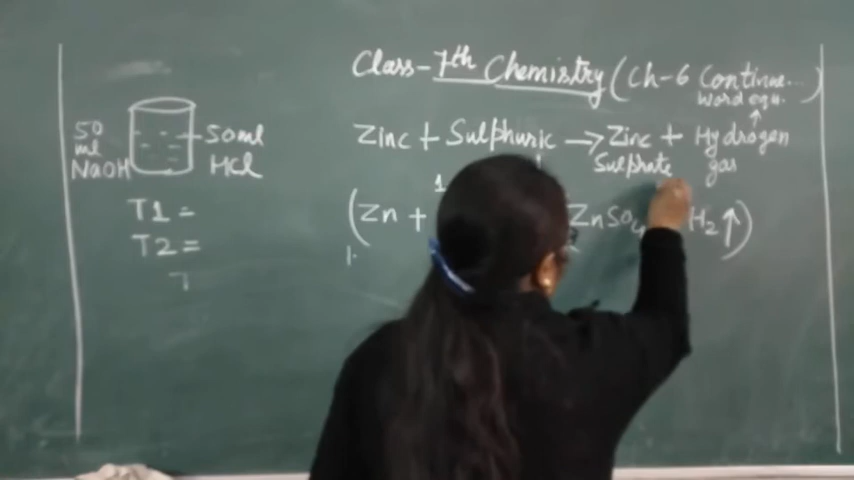 Class-7th Chemistry (Ch-6 Continue...)
word equ.
50 ml NaOH
50ml HCl
Zinc + Sulphuric → Zinc Sulphate + Hydrogen gas
T1 =
T2 =
(Zn + ZnSO4 H2↑)